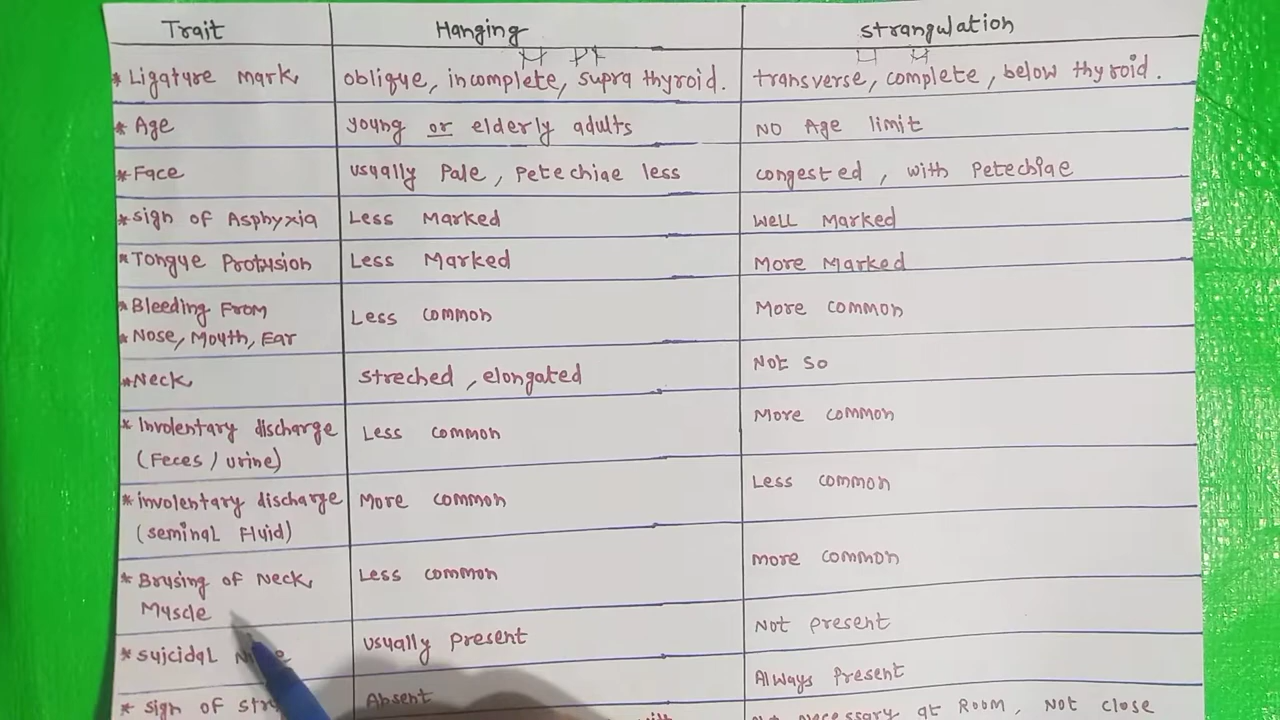 Trait Hanging strangulation
* Ligature mark oblique, incomplete, supra thyroid. transverse, complete, below thyroid.
* Age young or elderly adults NO Age limit
* Face usually Pale, Petechiae less congested, with Petechiae
* sign of Asphyxia Less Marked well Marked
* Tongue Protusion Less Marked More Marked
* Bleeding From
* Nose, Mouth, Ear Less common More common
* Neck streched, elongated Not so
* Involentary discharge
(Feces / urine) Less common More common
* involentary discharge
(seminal Fluid) More common Less common
* Brusing of Neck
Muscle Less common more common
* suicidal usually Present Not present
* sign of Absent Always Present
at Room, Not close